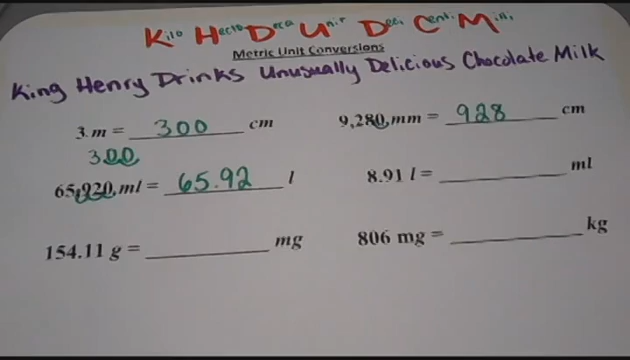 Kilo Hecto Deca Unit Deci Centi Milli
Metric Unit Conversions
King Henry Drinks Unusually Delicious Chocolate Milk
3.m = 300 cm
9,280,mm = 928 cm
300
65,920,ml = 65.92 l
8.91 l = ml
154.11 g = mg
806 mg = kg